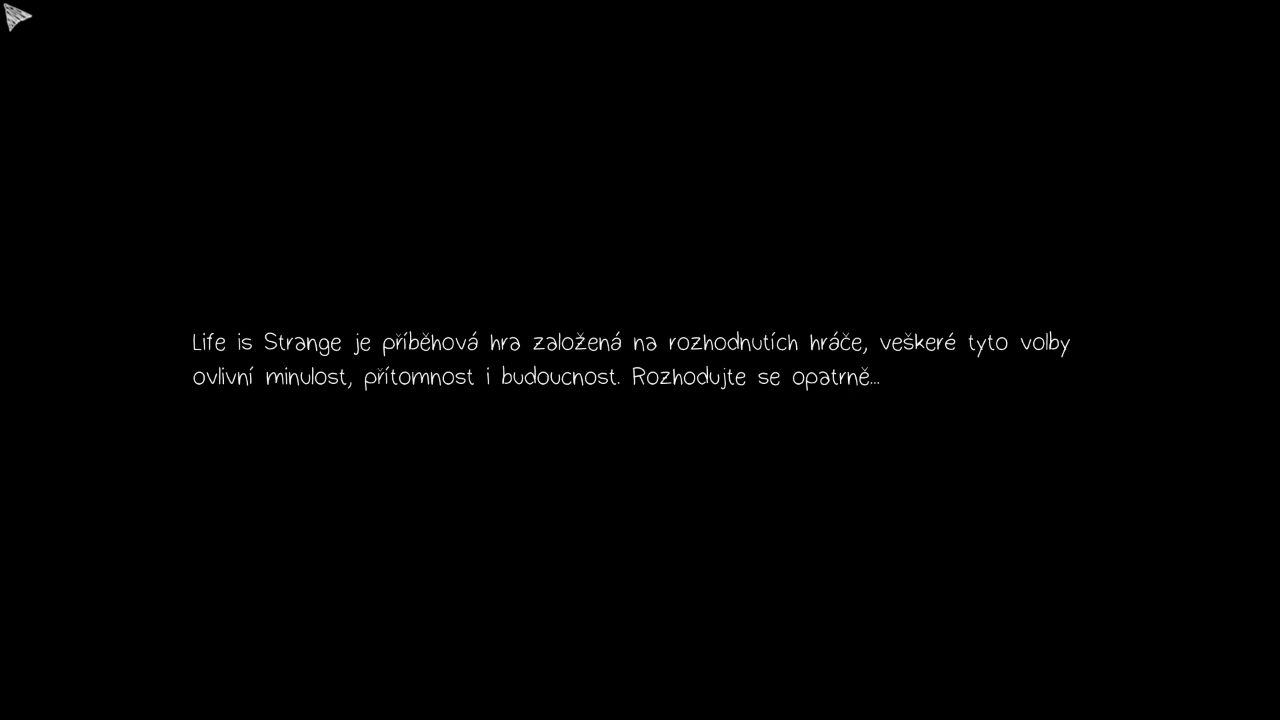 Life is Strange je příběhová hra založená na rozhodnutích hráče, veškeré tyto volby
ovlivní minulost, přítomnost i budoucnost. Rozhodujte se opatrně...